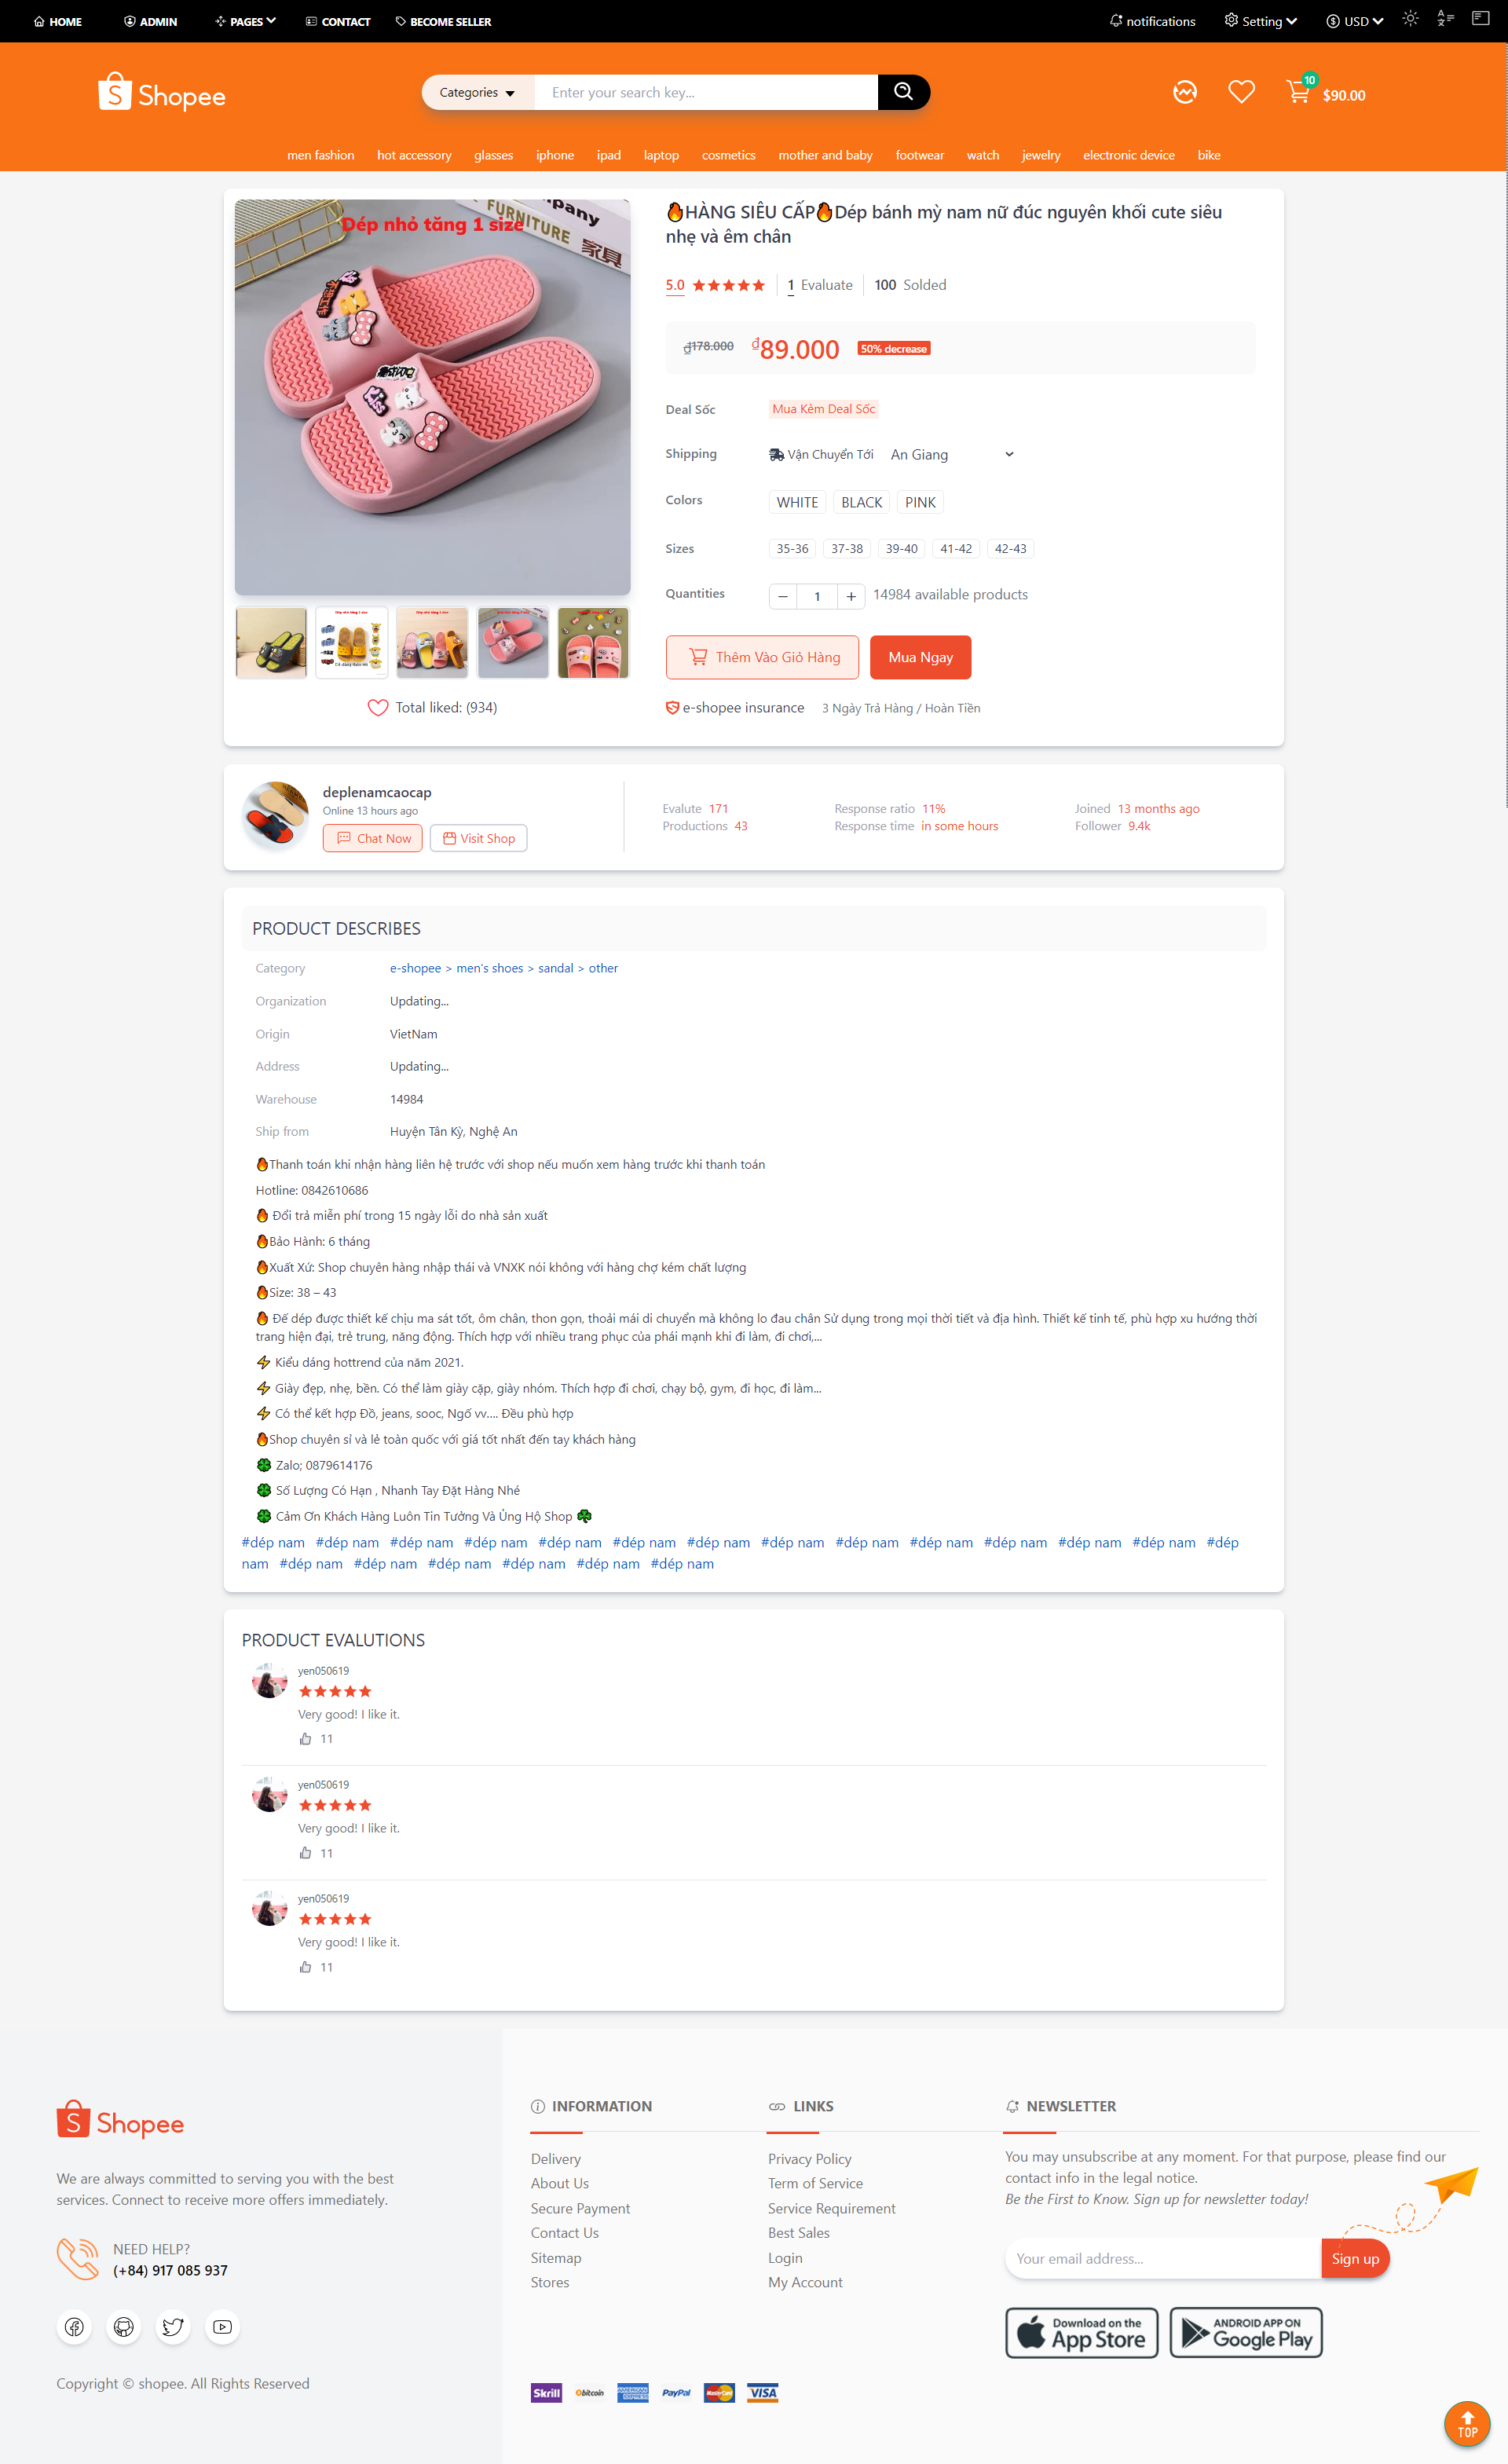 HOME ADMIN PAGES CONTACT BECOME SELLER notifications Setting USD
Shopee Categories Enter your search key... 10 $90.00
men fashion hot accessory glasses iphone ipad laptop cosmetics mother and baby footwear watch jewelry electronic device bike
Dép nhỏ tăng 1 size
FURNITURE
家具
🔥HÀNG SIÊU CẤP🔥Dép bánh mỳ nam nữ đúc nguyên khối cute siêu
nhẹ và êm chân
5.0 1 Evaluate 100 Solded
₫178.000 ₫89.000 50% decrease
Deal Sốc Mua Kèm Deal Sốc
Shipping Vận Chuyển Tới An Giang
Colors WHITE BLACK PINK
Sizes 35-36 37-38 39-40 41-42 42-43
Quantities 1 14984 available products
Thêm Vào Giỏ Hàng Mua Ngay
Total liked: (934) e-shopee insurance 3 Ngày Trả Hàng / Hoàn Tiền
deplenamcaocap
Online 13 hours ago
Chat Now Visit Shop
Evalute 171 Response ratio 11% Joined 13 months ago
Productions 43 Response time in some hours Follower 9.4k
PRODUCT DESCRIBES
Category e-shopee > men's shoes > sandal > other
Organization Updating...
Origin VietNam
Address Updating...
Warehouse 14984
Ship from Huyện Tân Kỳ, Nghệ An
🔥Thanh toán khi nhận hàng liên hệ trước với shop nếu muốn xem hàng trước khi thanh toán
Hotline: 0842610686
🔥 Đổi trả miễn phí trong 15 ngày lỗi do nhà sản xuất
🔥Bảo Hành: 6 tháng
🔥Xuất Xứ: Shop chuyên hàng nhập thái và VNXK nói không với hàng chợ kém chất lượng
🔥Size: 38 – 43
🔥 Đế dép được thiết kế chịu ma sát tốt, ôm chân, thon gọn, thoải mái di chuyển mà không lo đau chân Sử dụng trong mọi thời tiết và địa hình. Thiết kế tinh tế, phù hợp xu hướng thời
trang hiện đại, trẻ trung, năng động. Thích hợp với nhiều trang phục của phái mạnh khi đi làm, đi chơi,...
⚡ Kiểu dáng hottrend của năm 2021.
⚡ Giày đẹp, nhẹ, bền. Có thể làm giày cặp, giày nhóm. Thích hợp đi chơi, chạy bộ, gym, đi học, đi làm...
⚡ Có thể kết hợp Đồ, jeans, sooc, Ngố vv.... Đều phù hợp
🔥Shop chuyên sỉ và lẻ toàn quốc với giá tốt nhất đến tay khách hàng
🍀 Zalo; 0879614176
🍀 Số Lượng Có Hạn , Nhanh Tay Đặt Hàng Nhé
🍀 Cảm Ơn Khách Hàng Luôn Tin Tưởng Và Ủng Hộ Shop ☘
#dép nam #dép nam #dép nam #dép nam #dép nam #dép nam #dép nam #dép nam #dép nam #dép nam #dép nam #dép nam #dép nam #dép
nam #dép nam #dép nam #dép nam #dép nam #dép nam #dép nam
PRODUCT EVALUTIONS
yen050619
Very good! I like it.
11
yen050619
Very good! I like it.
11
yen050619
Very good! I like it.
11
Shopee
We are always committed to serving you with the best
services. Connect to receive more offers immediately.
NEED HELP?
(+84) 917 085 937
Copyright © shopee. All Rights Reserved
INFORMATION
Delivery
About Us
Secure Payment
Contact Us
Sitemap
Stores
LINKS
Privacy Policy
Term of Service
Service Requirement
Best Sales
Login
My Account
NEWSLETTER
You may unsubscribe at any moment. For that purpose, please find our
contact info in the legal notice.
Be the First to Know. Sign up for newsletter today!
Your email address... Sign up
Download on the
App Store
ANDROID APP ON
Google Play
Skrill bitcoin AMERICAN EXPRESS PayPal MasterCard VISA
TOP